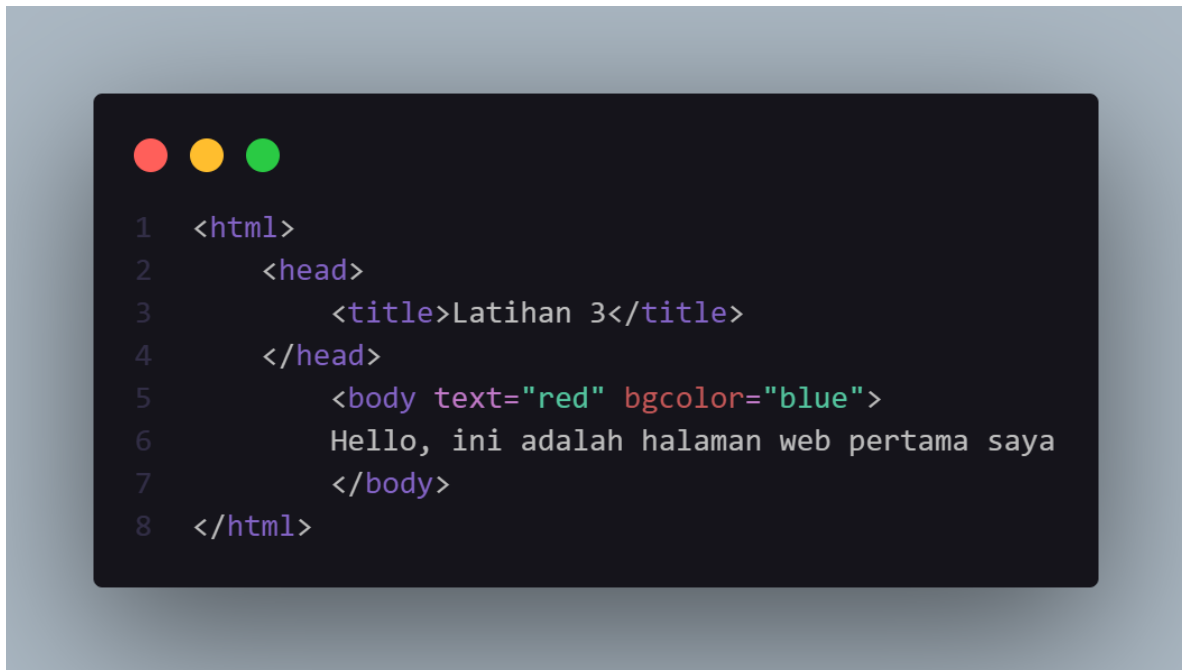 1 <html>
2 <head>
3 <title>Latihan 3</title>
4 </head>
5 <body text="red" bgcolor="blue">
6 Hello, ini adalah halaman web pertama saya
7 </body>
8 </html>